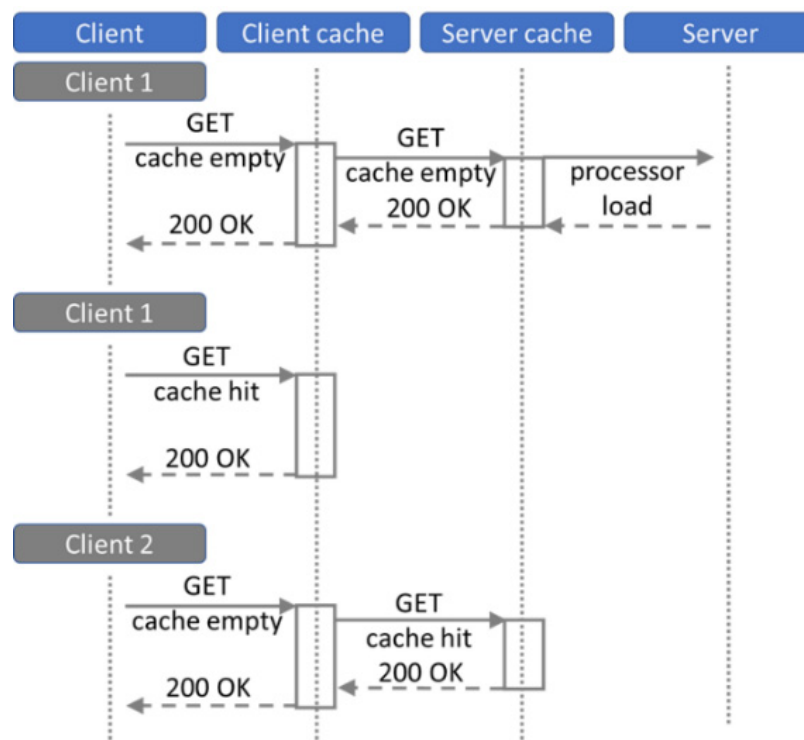 Client
Client cache
Server cache
Server
Client 1
GET
cache empty
GET
cache empty
processor
load
200 OK
200 OK
Client 1
GET
cache hit
200 OK
Client 2
GET
cache empty
GET
cache hit
200 OK
200 OK